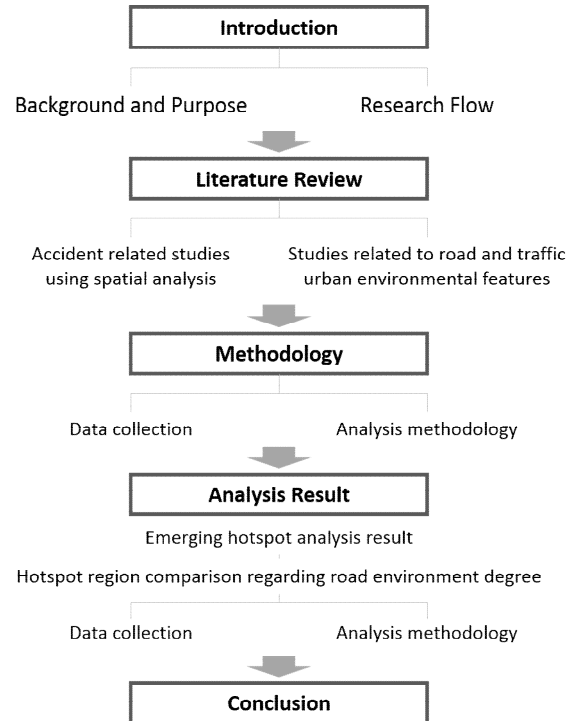 Introduction
Background and Purpose
Research Flow
Literature Review
Accident related studies
using spatial analysis
Studies related to road and traffic
urban environmental features
Methodology
Data collection
Analysis methodology
Analysis Result
Emerging hotspot analysis result
Hotspot region comparison regarding road environment degree
Data collection
Analysis methodology
Conclusion